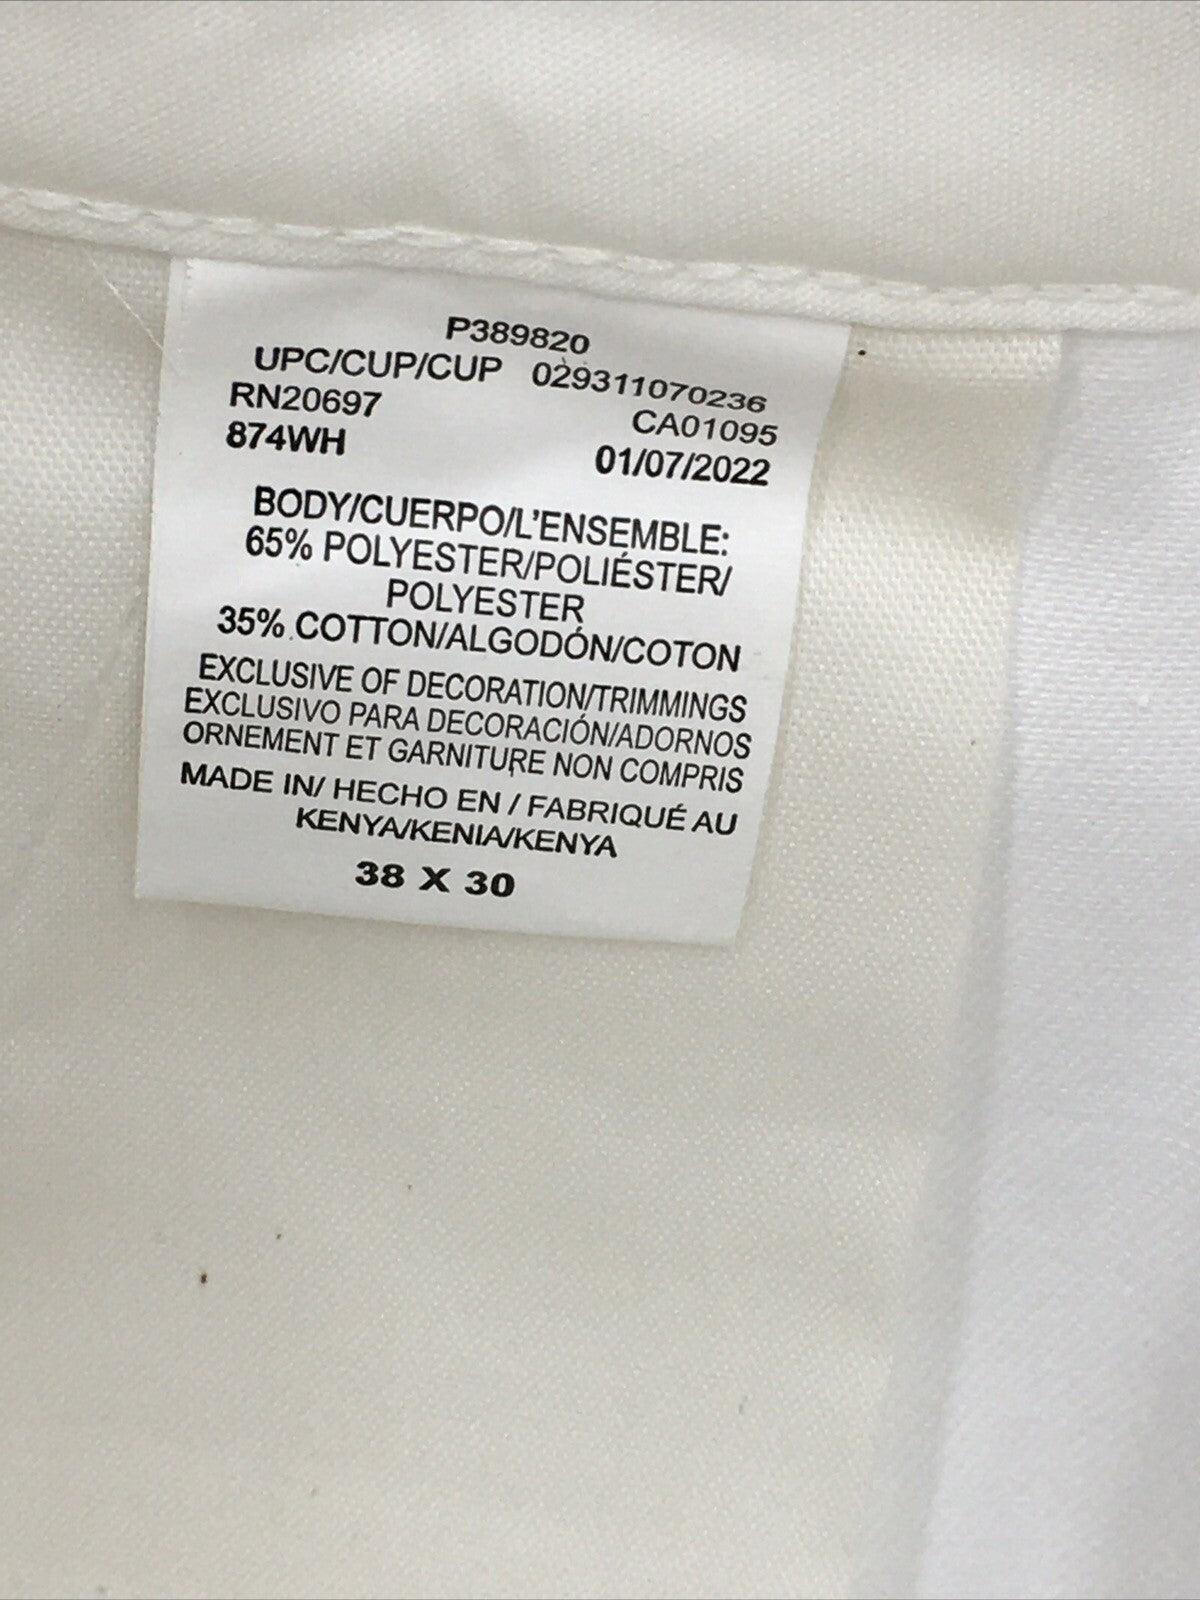 P389820
UPC/CUP/CUP 029311070236
RN20697 CA01095
874WH 01/07/2022
BODY/CUERPO/L'ENSEMBLE:
65% POLYESTER/POLIÉSTER/
POLYESTER
35% COTTON/ALGODÓN/COTON
EXCLUSIVE OF DECORATION/TRIMMINGS
EXCLUSIVO PARA DECORACIÓN/ADORNOS
ORNEMENT ET GARNITURE NON COMPRIS
MADE IN/ HECHO EN / FABRIQUÉ AU
KENYA/KENIA/KENYA
38 X 30